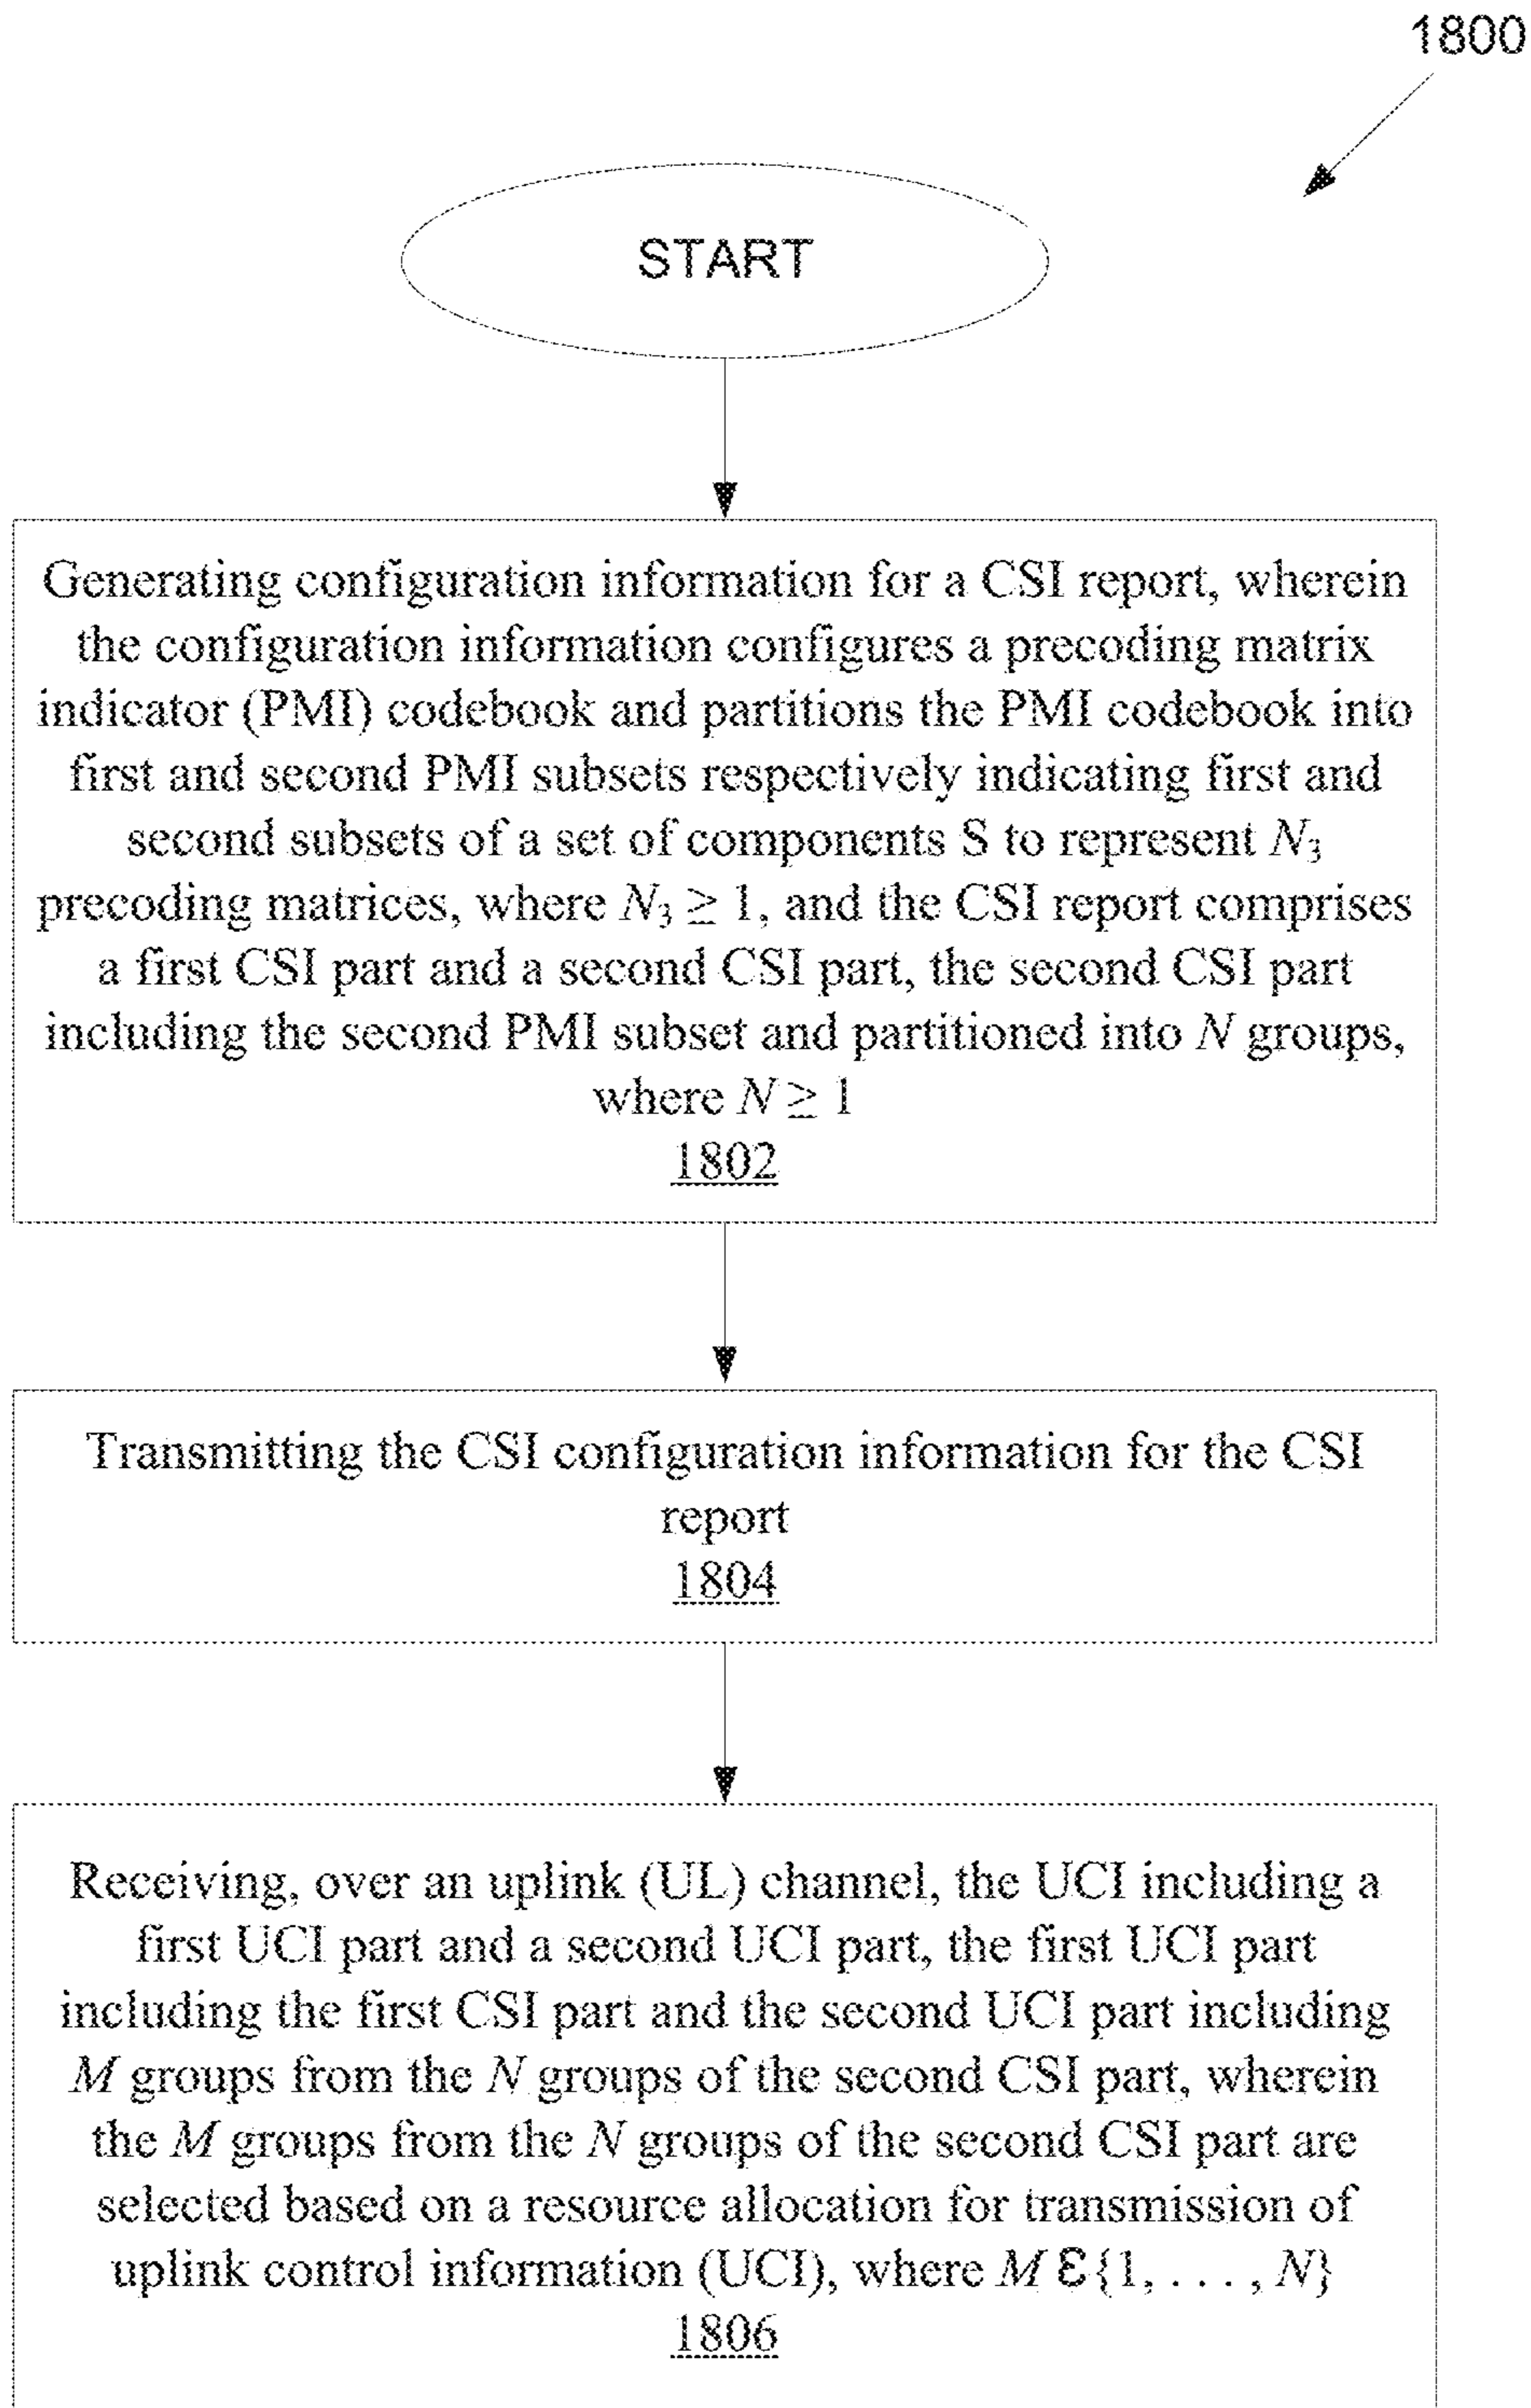 1800
START
Generating configuration information for a CSI report, wherein
the configuration information configures a precoding matrix
indicator (PMI) codebook and partitions the PMI codebook into
first and second PMI subsets respectively indicating first and
second subsets of a set of components S to represent N₃
precoding matrices, where N₃ ≥ 1, and the CSI report comprises
a first CSI part and a second CSI part, the second CSI part
including the second PMI subset and partitioned into N groups,
where N ≥ 1
1802
Transmitting the CSI configuration information for the CSI
report
1804
Receiving, over an uplink (UL) channel, the UCI including a
first UCI part and a second UCI part, the first UCI part
including the first CSI part and the second UCI part including
M groups from the N groups of the second CSI part, wherein
the M groups from the N groups of the second CSI part are
selected based on a resource allocation for transmission of
uplink control information (UCI), where M ℇ{1, . . . , N}
1806